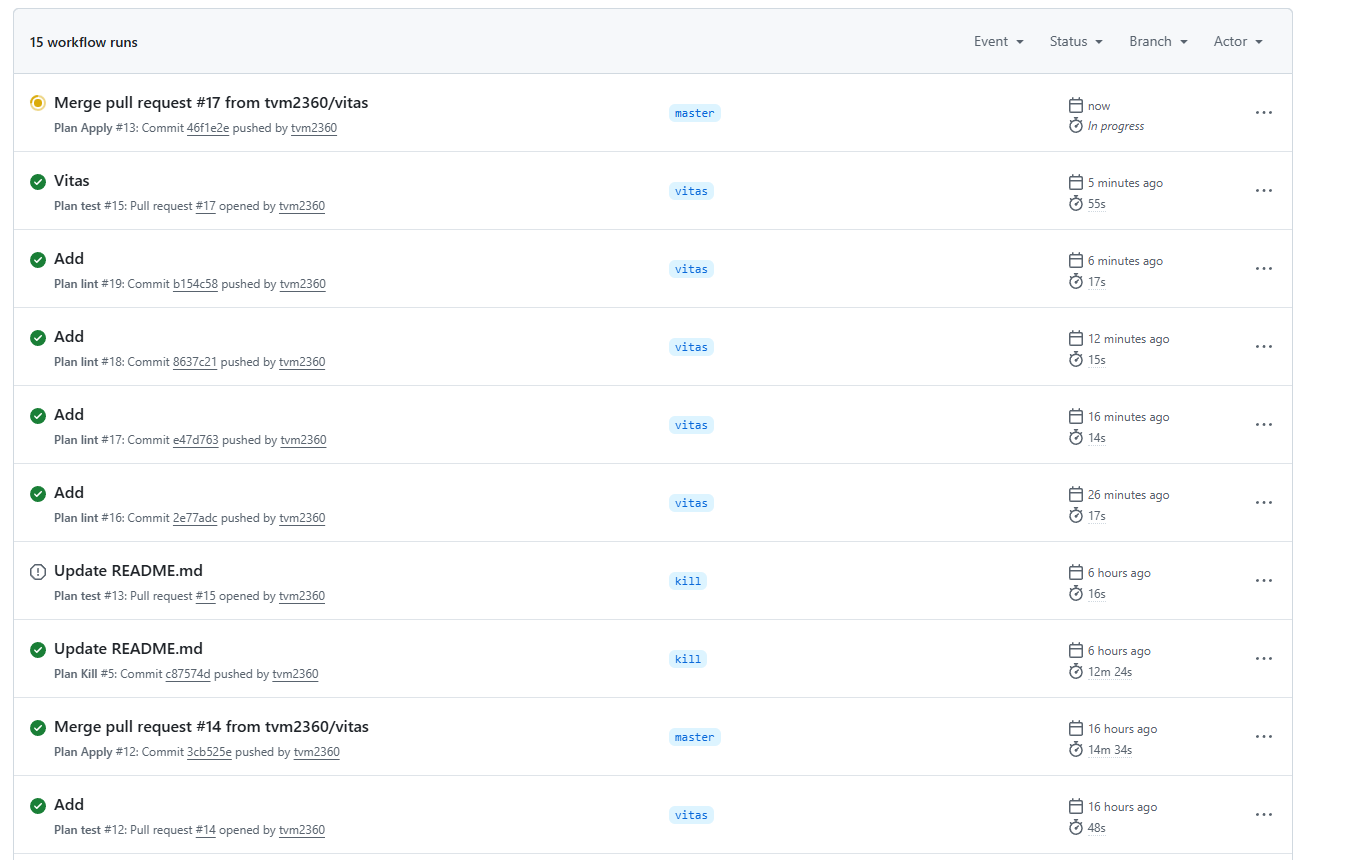 15 workflow runs
Event Status Branch Actor
Merge pull request #17 from tvm2360/vitas
Plan Apply #13: Commit 46f1e2e pushed by tvm2360
master
now
In progress
Vitas
Plan test #15: Pull request #17 opened by tvm2360
vitas
5 minutes ago
55s
Add
Plan lint #19: Commit b154c58 pushed by tvm2360
vitas
6 minutes ago
17s
Add
Plan lint #18: Commit 8637c21 pushed by tvm2360
vitas
12 minutes ago
15s
Add
Plan lint #17: Commit e47d763 pushed by tvm2360
vitas
16 minutes ago
14s
Add
Plan lint #16: Commit 2e77adc pushed by tvm2360
vitas
26 minutes ago
17s
Update README.md
Plan test #13: Pull request #15 opened by tvm2360
kill
6 hours ago
16s
Update README.md
Plan Kill #5: Commit c87574d pushed by tvm2360
kill
6 hours ago
12m 24s
Merge pull request #14 from tvm2360/vitas
Plan Apply #12: Commit 3cb525e pushed by tvm2360
master
16 hours ago
14m 34s
Add
Plan test #12: Pull request #14 opened by tvm2360
vitas
16 hours ago
48s